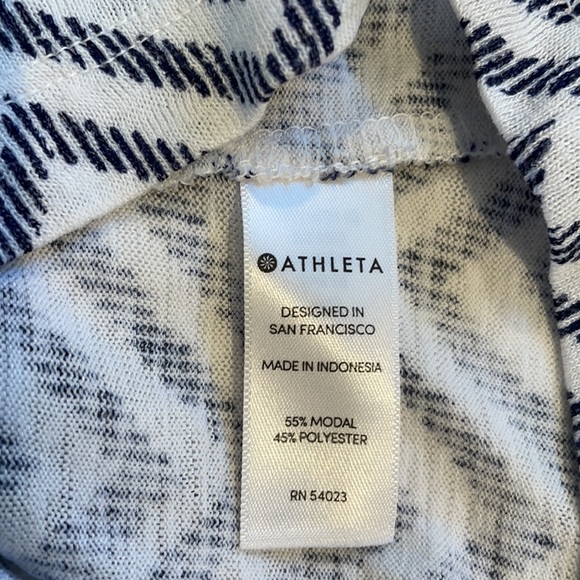 ATHLETA
DESIGNED IN
SAN FRANCISCO
MADE IN INDONESIA
55% MODAL
45% POLYESTER
RN 54023